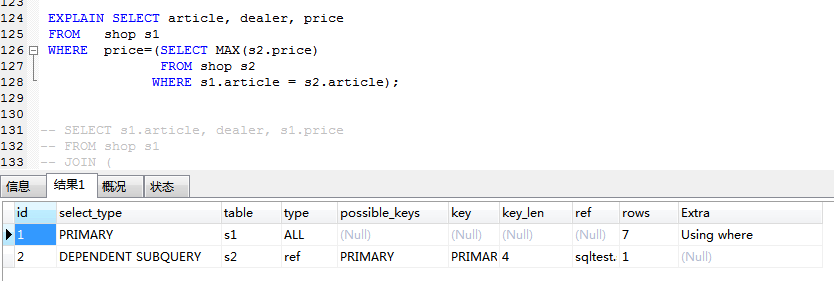 123
124 EXPLAIN SELECT article, dealer, price
125 FROM   shop s1
126 WHERE  price=(SELECT MAX(s2.price)
127               FROM shop s2
128              WHERE s1.article = s2.article);
129
130
131 -- SELECT s1.article, dealer, s1.price
132 -- FROM shop s1
133 -- JOIN (
信息 结果1 概况 状态
id select_type table type possible_keys key key_len ref rows Extra
1 PRIMARY s1 ALL (Null) (Null) (Null) (Null) 7 Using where
2 DEPENDENT SUBQUERY s2 ref PRIMARY PRIMAR 4 sqltest. 1 (Null)